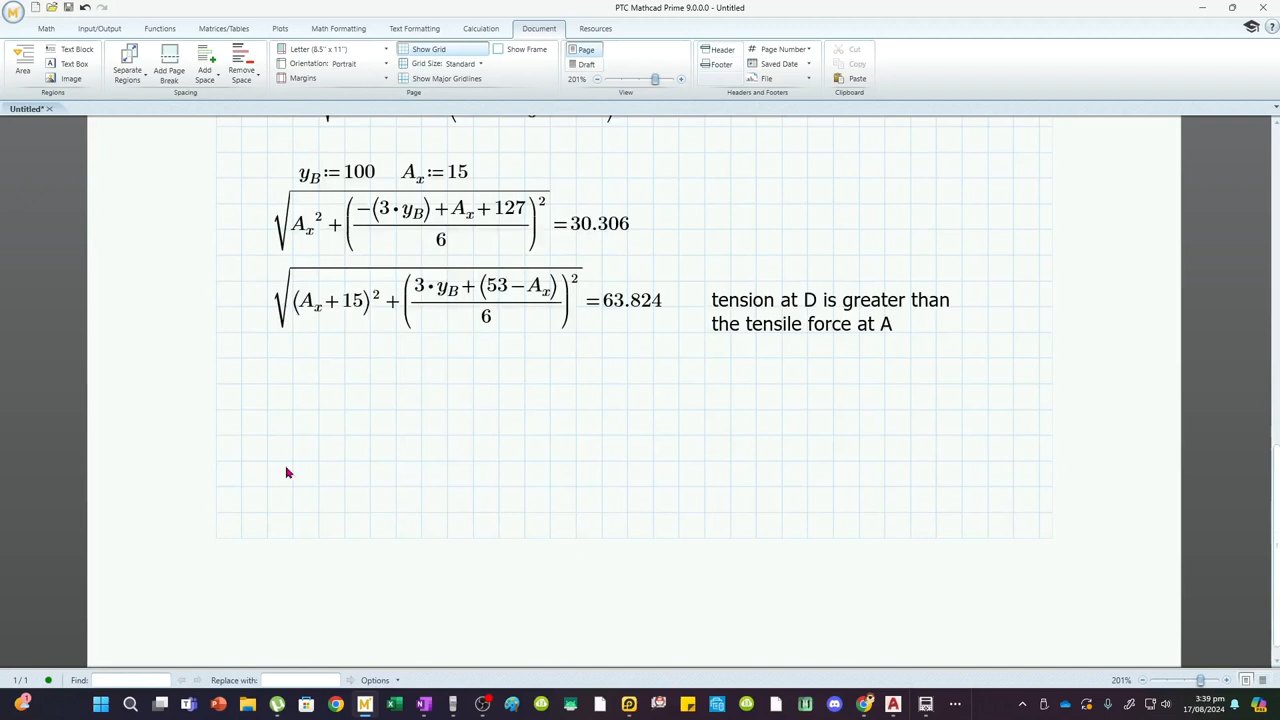 PTC Mathcad Prime 9.0.0.0 - Untitled
Math Input/Output Functions Matrices/Tables Plots Math Formatting Text Formatting Calculation Document Resources
Area
Text Block
Text Box
Image
Regions
Separate Regions
Add Page Break
Add Space
Remove Space
Spacing
Letter (8.5" x 11")
Orientation: Portrait
Margins
Show Grid
Grid Size: Standard
Show Major Gridlines
Show Frame
Page
Page
Draft
201%
View
Header
Footer
Page Number
Saved Date
File
Headers and Footers
Cut
Copy
Paste
Clipboard
Untitled*
y_B := 100 A_x := 15
√(A_x² + ((-(3·y_B) + A_x + 127)/6)²) = 30.306
√((A_x + 15)² + ((3·y_B + (53 − A_x))/6)²) = 63.824
tension at D is greater than
the tensile force at A
1 / 1 Find: Replace with: Options 201%
3:39 pm
17/08/2024